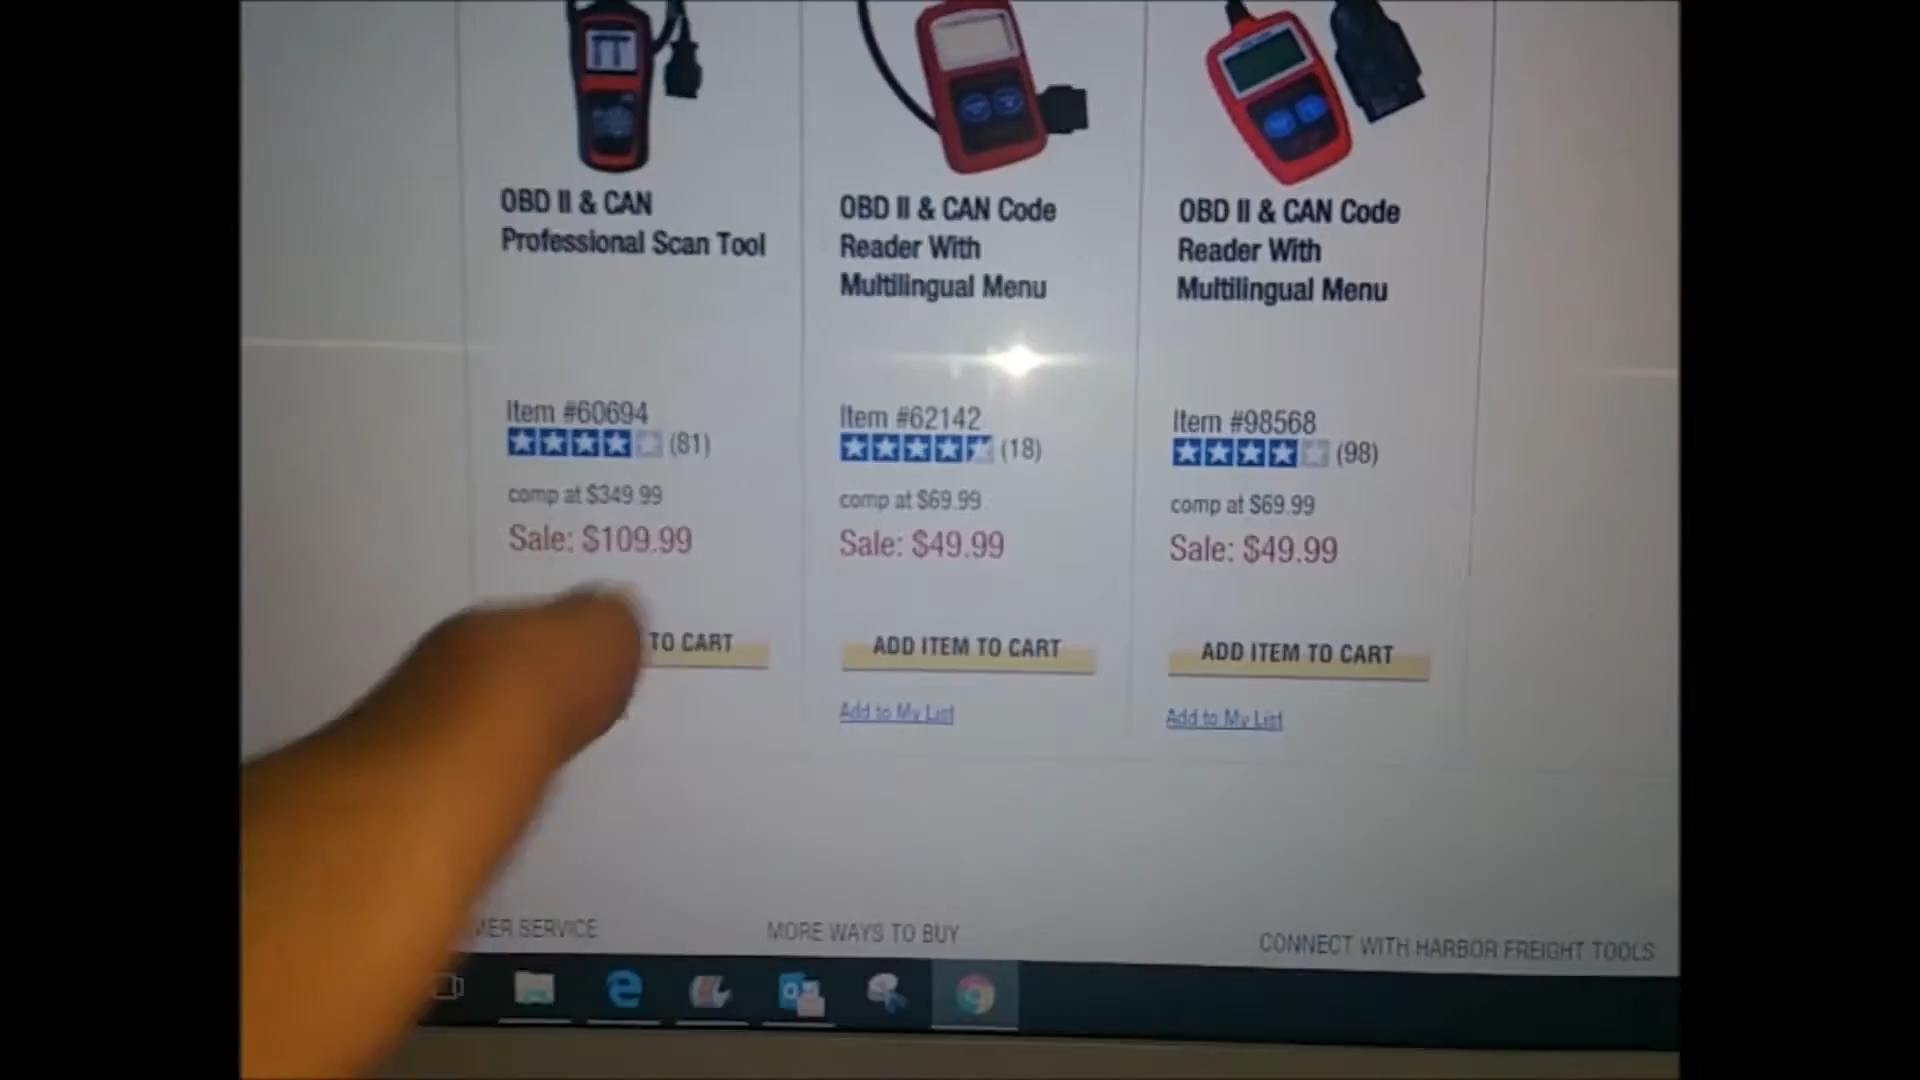 OBD II & CAN
Professional Scan Tool
Item #60694
(81)
comp at $349.99
Sale: $109.99
TO CART
OBD II & CAN Code
Reader With
Multilingual Menu
Item #62142
(18)
comp at $69.99
Sale: $49.99
ADD ITEM TO CART
Add to My List
OBD II & CAN Code
Reader With
Multilingual Menu
Item #98568
(98)
comp at $69.99
Sale: $49.99
ADD ITEM TO CART
Add to My List
MER SERVICE
MORE WAYS TO BUY
CONNECT WITH HARBOR FREIGHT TOOLS